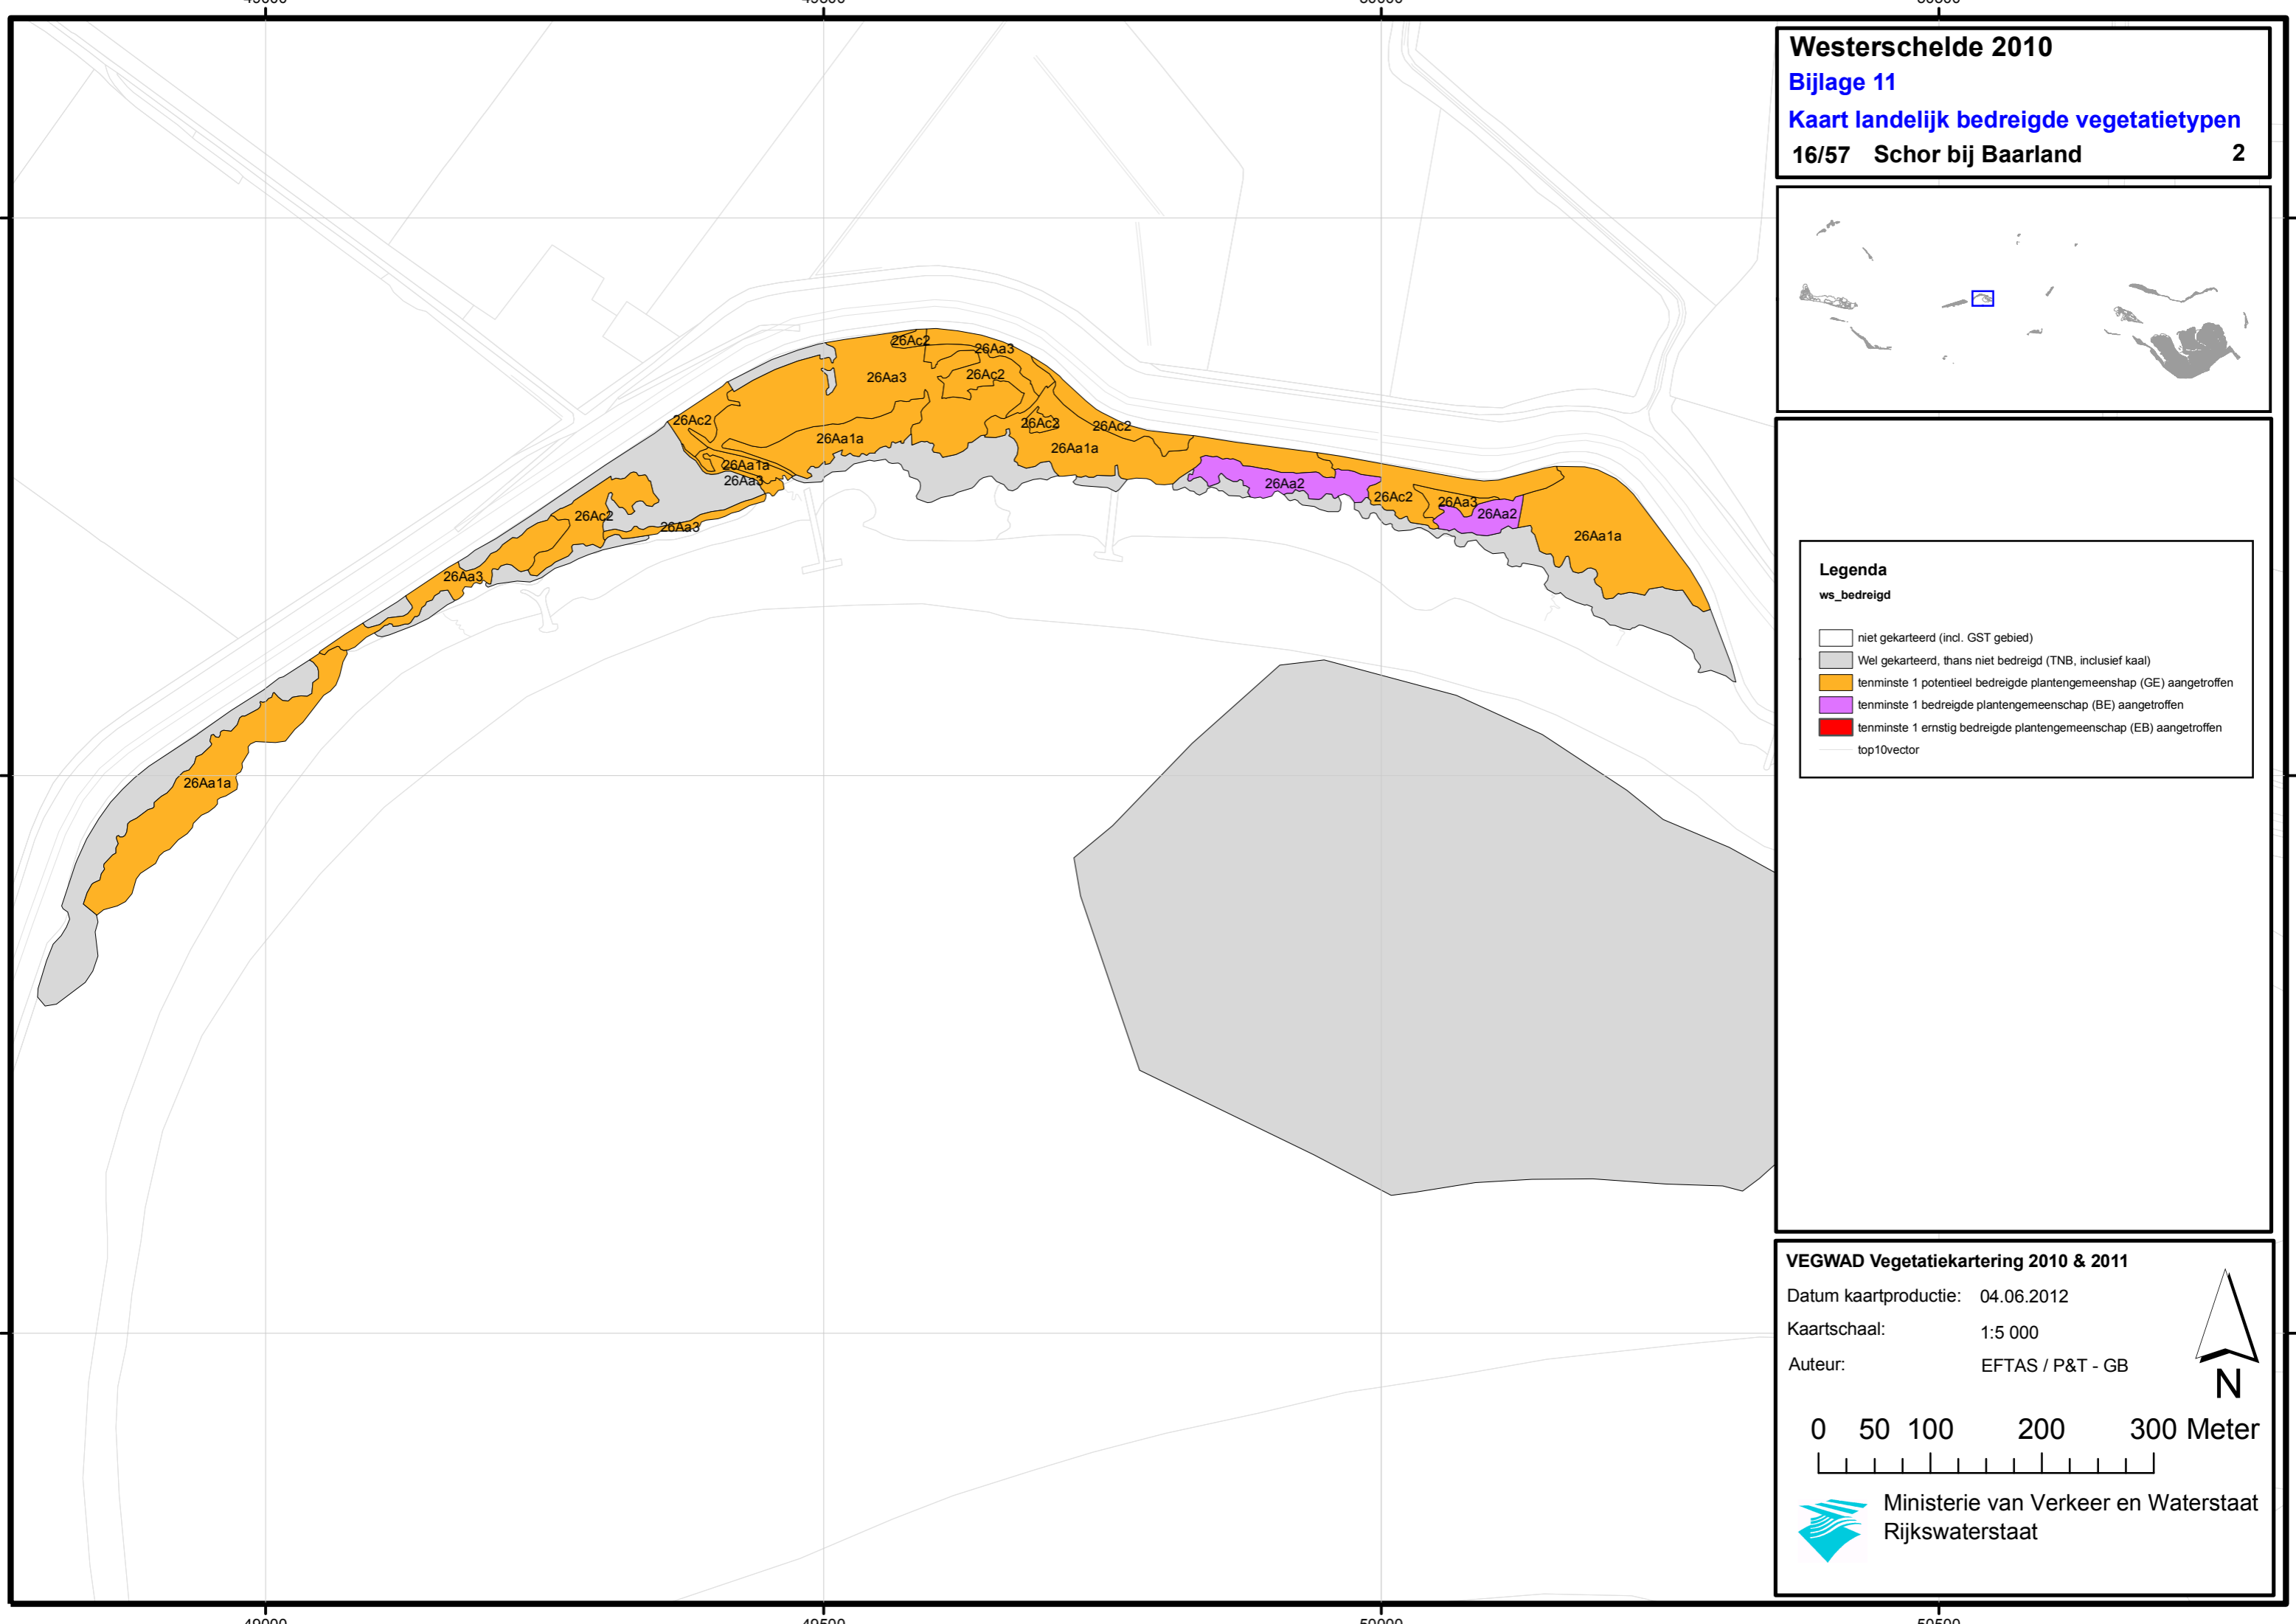 Westerschelde 2010
Bijlage 11
Kaart landelijk bedreigde vegetatietypen
16/57 Schor bij Baarland 2
26Ac2
26Aa3
26Aa3
26Ac2
26Ac2
26Aa1a
26Ac2
26Aa1a
26Aa1a
26Aa3
26Aa2
26Ac2
26Aa3
26Aa2
26Ac2
26Aa3
26Aa1a
26Aa3
26Aa1a
Legenda
ws_bedreigd
niet gekarteerd (incl. GST gebied)
Wel gekarteerd, thans niet bedreigd (TNB, inclusief kaal)
tenminste 1 potentieel bedreigde plantengemeenshap (GE) aangetroffen
tenminste 1 bedreigde plantengemeenschap (BE) aangetroffen
tenminste 1 ernstig bedreigde plantengemeenschap (EB) aangetroffen
top10vector
VEGWAD Vegetatiekartering 2010 & 2011
Datum kaartproductie: 04.06.2012
Kaartschaal: 1:5 000
Auteur: EFTAS / P&T - GB
N
0 50 100 200 300 Meter
Ministerie van Verkeer en Waterstaat
Rijkswaterstaat